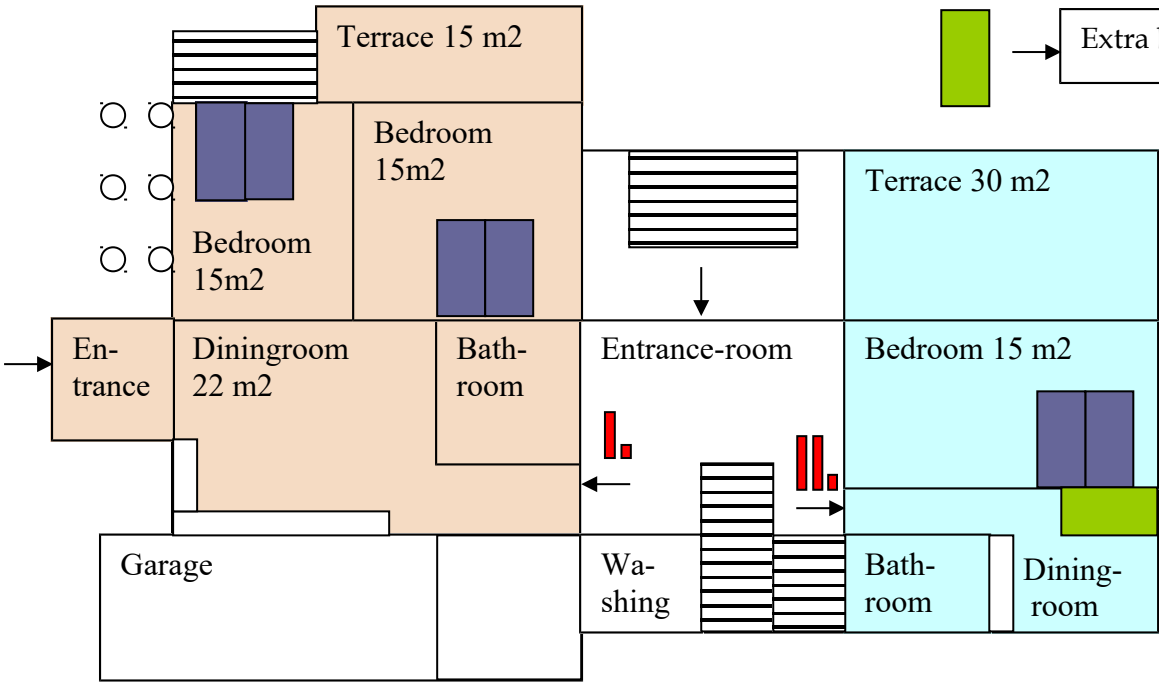 Terrace 15 m2
Extra
Bedroom
15m2
Terrace 30 m2
Bedroom
15m2
En-
trance
Diningroom
22 m2
Bath-
room
Entrance-room
Bedroom 15 m2
Garage
Wa-
shing
Bath-
room
Dining-
room